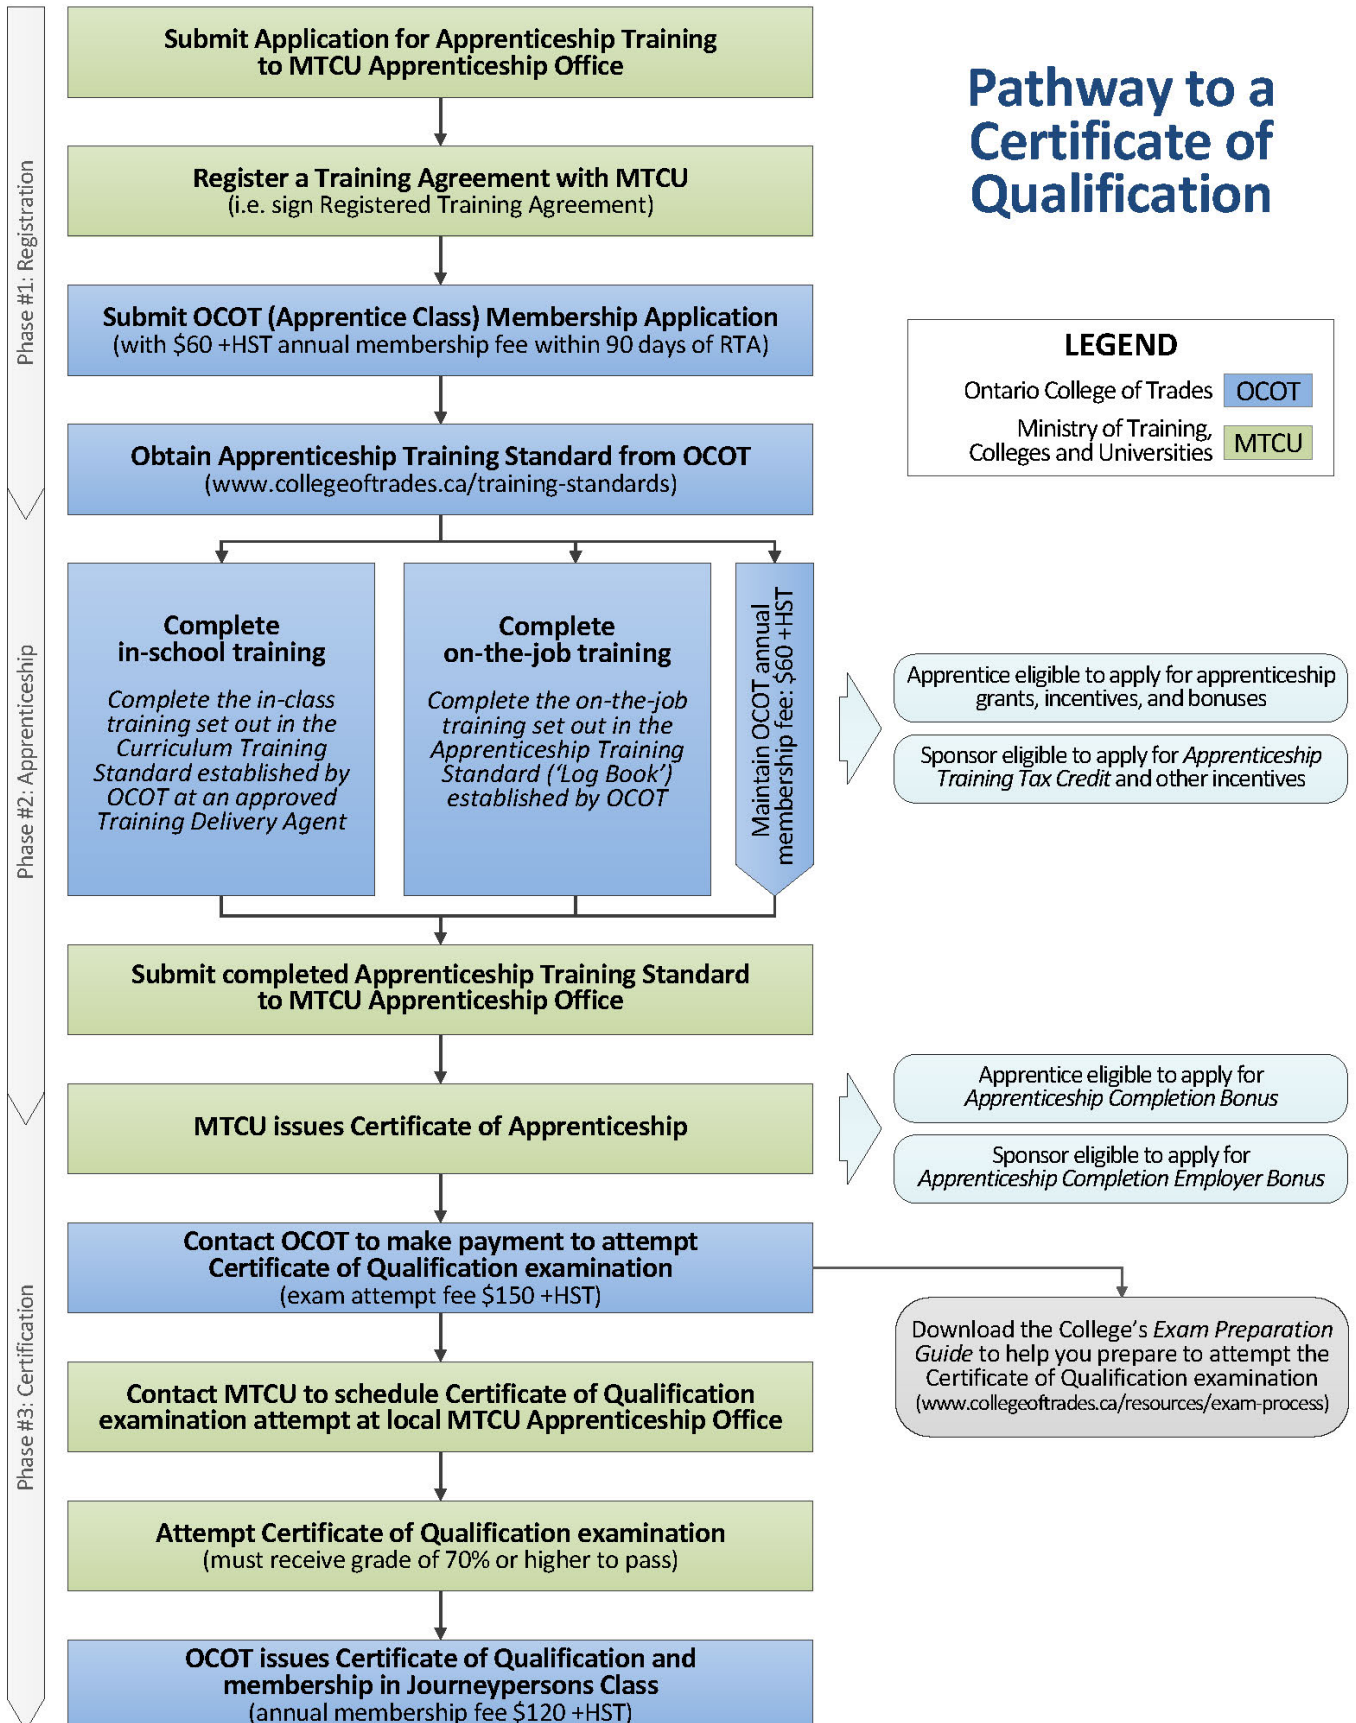 Submit Application for Apprenticeship Training
to MTCU Apprenticeship Office
Pathway to a
Certificate of
Qualification
Phase #1: Registration
Register a Training Agreement with MTCU
(i.e. sign Registered Training Agreement)
Submit OCOT (Apprentice Class) Membership Application
(with $60 +HST annual membership fee within 90 days of RTA)
LEGEND
Ontario College of Trades OCOT
Ministry of Training,
Colleges and Universities MTCU
Obtain Apprenticeship Training Standard from OCOT
(www.collegeoftrades.ca/training-standards)
Phase #2: Apprenticeship
Complete
in-school training
Complete the in-class
training set out in the
Curriculum Training
Standard established by
OCOT at an approved
Training Delivery Agent
Complete
on-the-job training
Complete the on-the-job
training set out in the
Apprenticeship Training
Standard (‘Log Book’)
established by OCOT
Maintain OCOT annual
membership fee: $60 +HST
Apprentice eligible to apply for apprenticeship
grants, incentives, and bonuses
Sponsor eligible to apply for Apprenticeship
Training Tax Credit and other incentives
Submit completed Apprenticeship Training Standard
to MTCU Apprenticeship Office
MTCU issues Certificate of Apprenticeship
Apprentice eligible to apply for
Apprenticeship Completion Bonus
Sponsor eligible to apply for
Apprenticeship Completion Employer Bonus
Phase #3: Certification
Contact OCOT to make payment to attempt
Certificate of Qualification examination
(exam attempt fee $150 +HST)
Download the College’s Exam Preparation
Guide to help you prepare to attempt the
Certificate of Qualification examination
(www.collegeoftrades.ca/resources/exam-process)
Contact MTCU to schedule Certificate of Qualification
examination attempt at local MTCU Apprenticeship Office
Attempt Certificate of Qualification examination
(must receive grade of 70% or higher to pass)
OCOT issues Certificate of Qualification and
membership in Journeypersons Class
(annual membership fee $120 +HST)